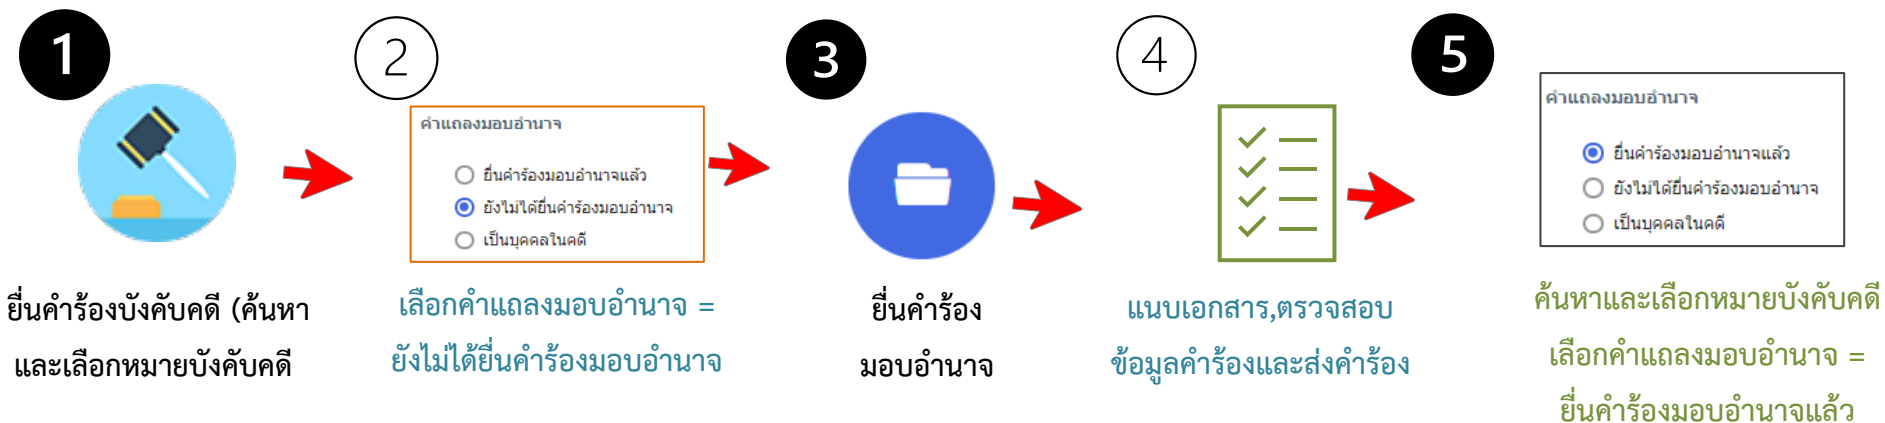 1
ยื่นคำร้องบังคับคดี (ค้นหา
และเลือกหมายบังคับคดี
2
คำแถลงมอบอำนาจ
ยื่นคำร้องมอบอำนาจแล้ว
ยังไม่ได้ยื่นคำร้องมอบอำนาจ
เป็นบุคคลในคดี
เลือกคำแถลงมอบอำนาจ =
ยังไม่ได้ยื่นคำร้องมอบอำนาจ
3
ยื่นคำร้อง
มอบอำนาจ
4
แนบเอกสาร,ตรวจสอบ
ข้อมูลคำร้องและส่งคำร้อง
5
คำแถลงมอบอำนาจ
ยื่นคำร้องมอบอำนาจแล้ว
ยังไม่ได้ยื่นคำร้องมอบอำนาจ
เป็นบุคคลในคดี
ค้นหาและเลือกหมายบังคับคดี
เลือกคำแถลงมอบอำนาจ =
ยื่นคำร้องมอบอำนาจแล้ว